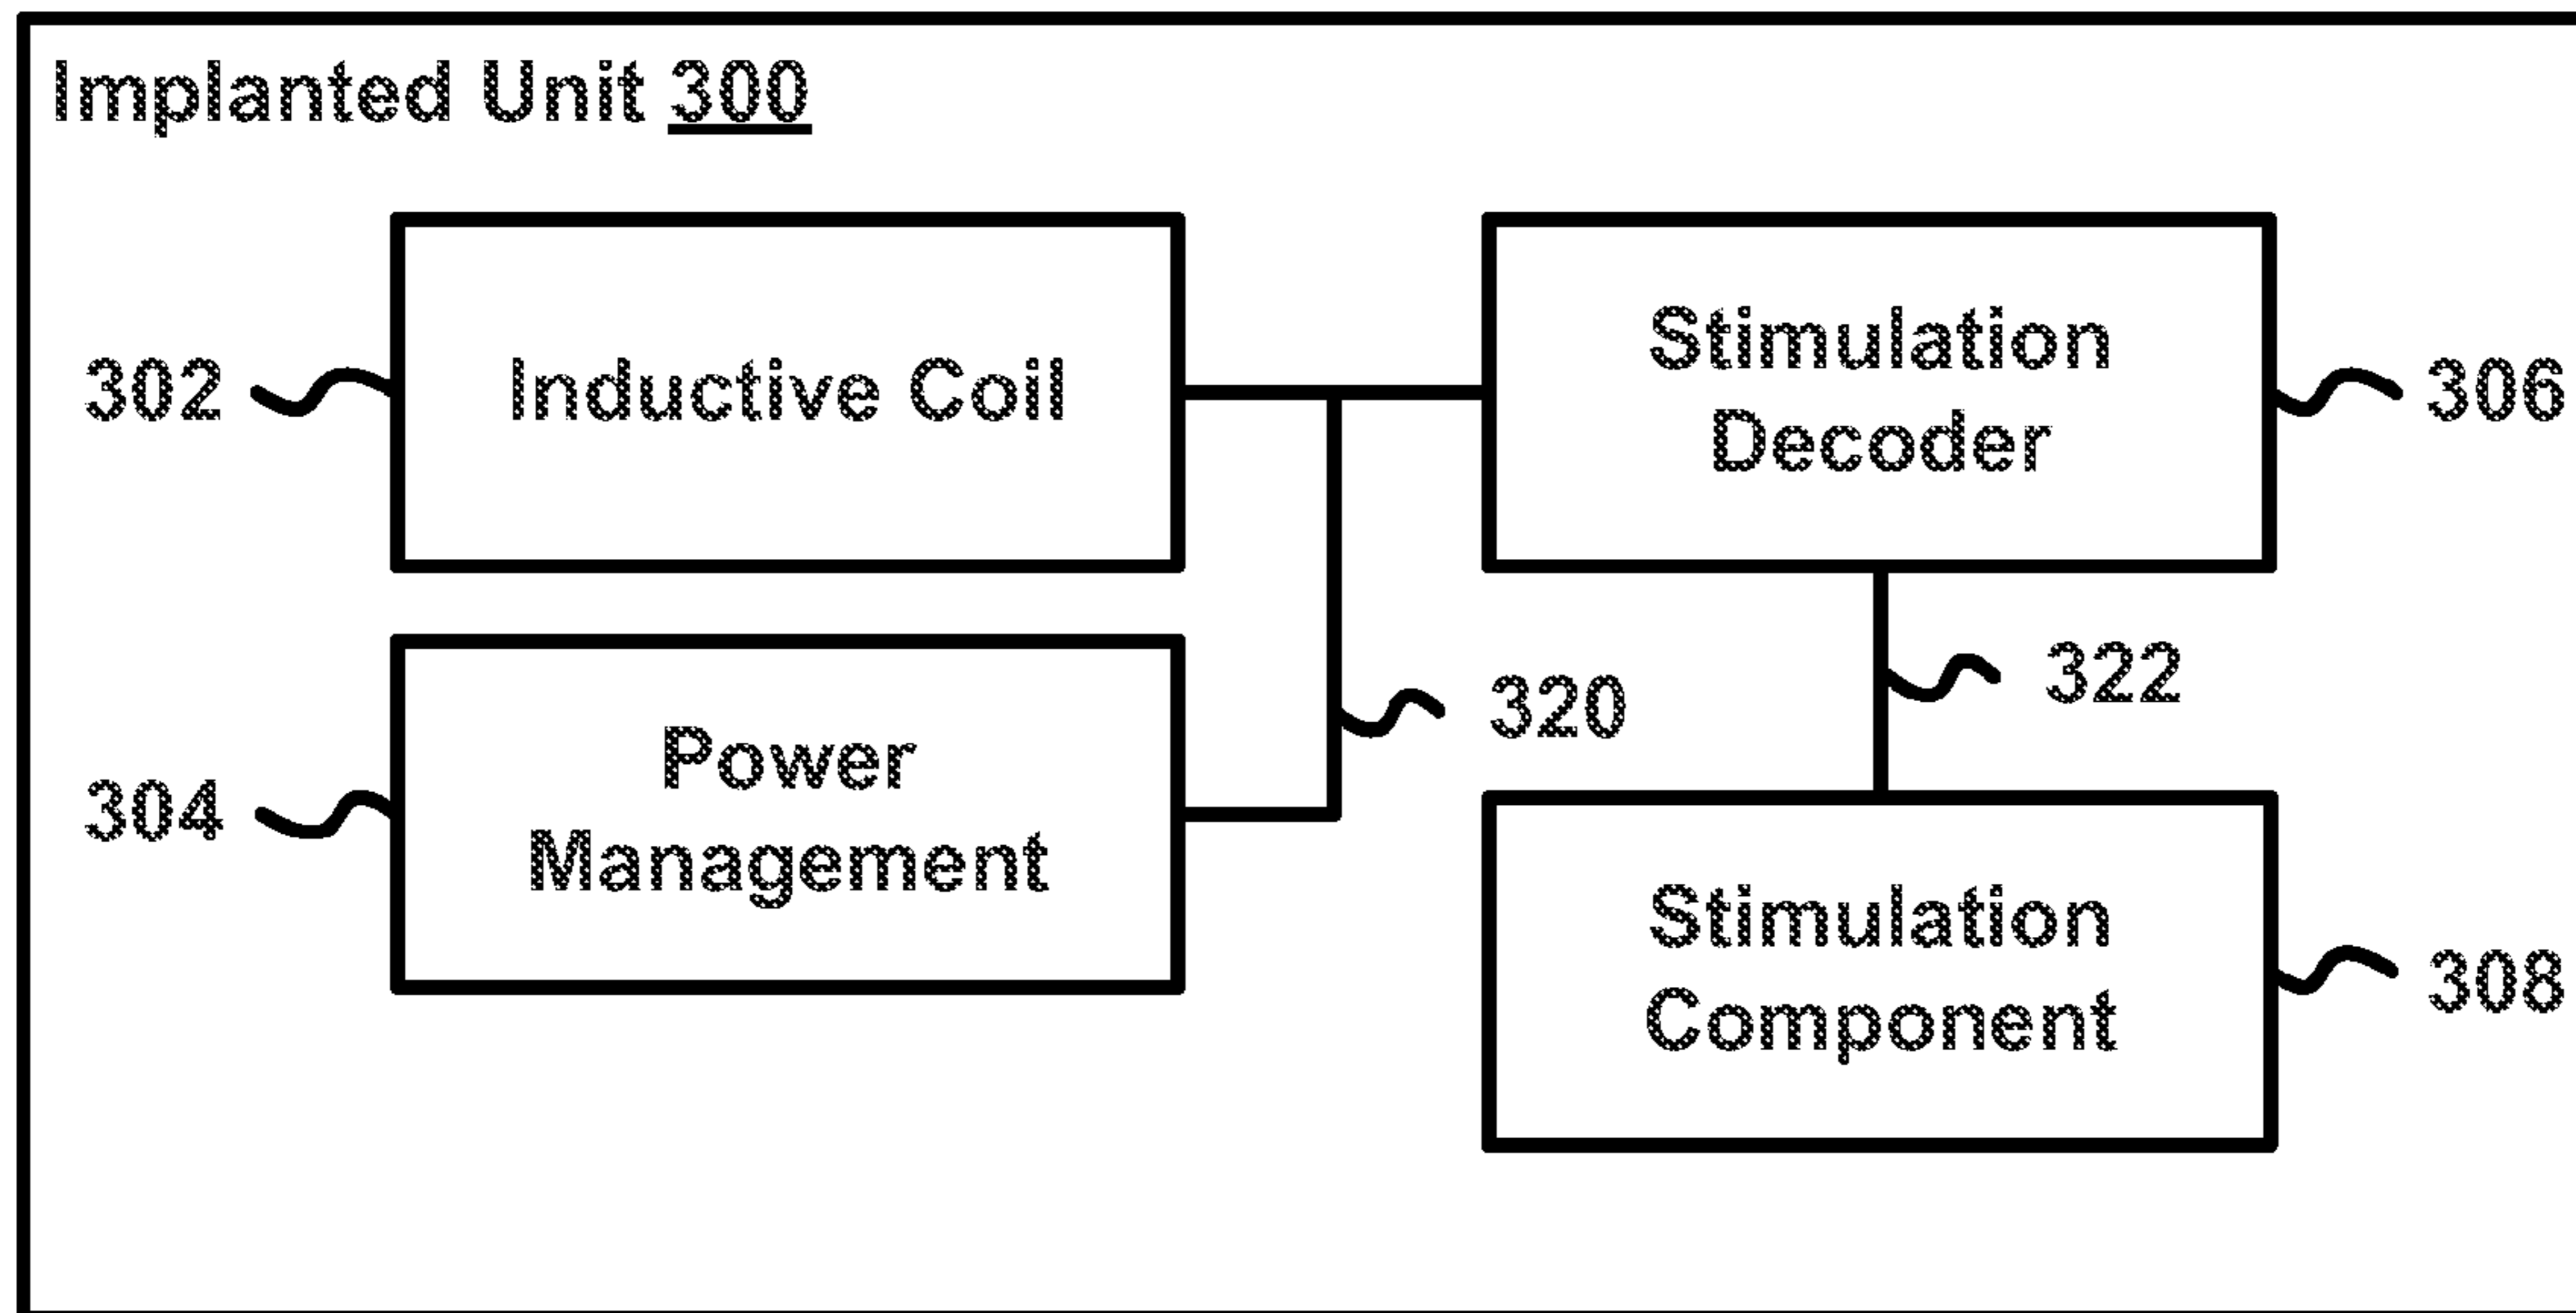 Implanted Unit 300
302
Inductive Coil
Stimulation
Decoder
306
304
Power
Management
320
322
Stimulation
Component
308